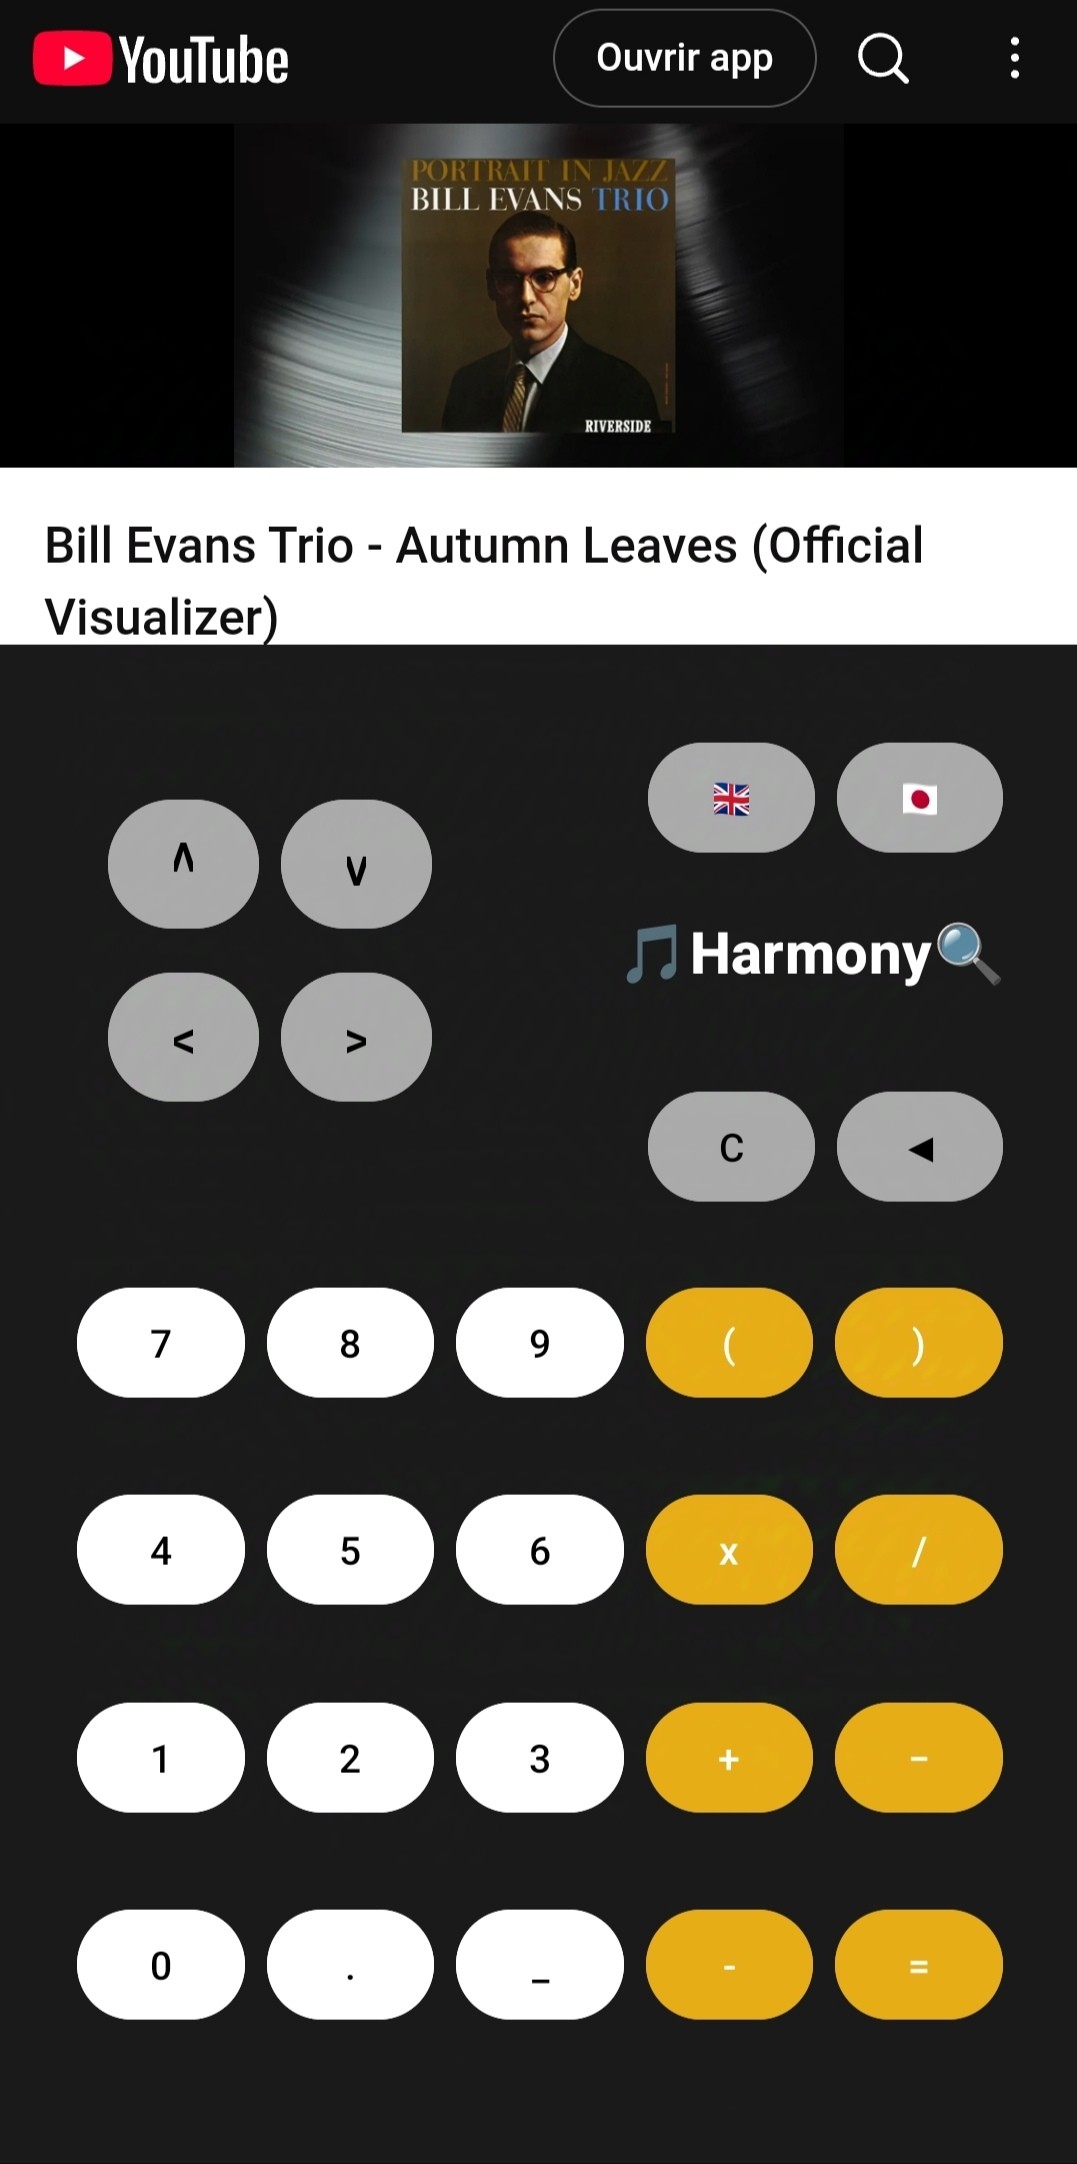 YouTube
Ouvrir app
PORTRAIT IN JAZZ
BILL EVANS TRIO
RIVERSIDE
Bill Evans Trio - Autumn Leaves (Official
Visualizer)
🇬🇧 🇯🇵
^ v
🎵Harmony🔍
< >
C ◀
7 8 9 ( )
4 5 6 x /
1 2 3 + −
0 . _ - =